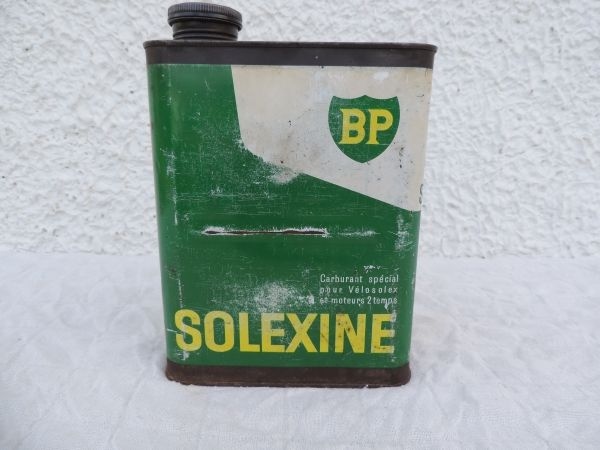 BP
Carburant spécial
pour Vélosolex
et moteurs 2 temps
SOLEXINE